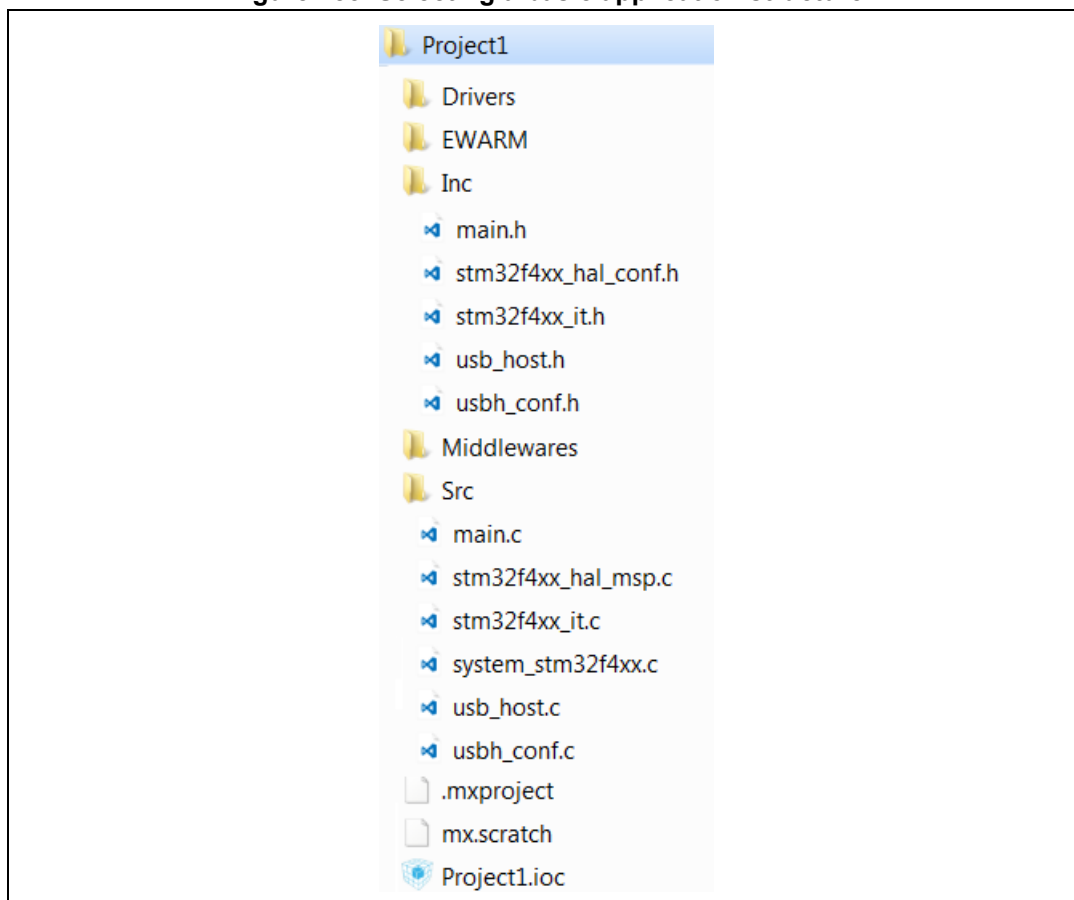 Project1
Drivers
EWARM
Inc
main.h
stm32f4xx_hal_conf.h
stm32f4xx_it.h
usb_host.h
usbh_conf.h
Middlewares
Src
main.c
stm32f4xx_hal_msp.c
stm32f4xx_it.c
system_stm32f4xx.c
usb_host.c
usbh_conf.c
.mxproject
mx.scratch
Project1.ioc